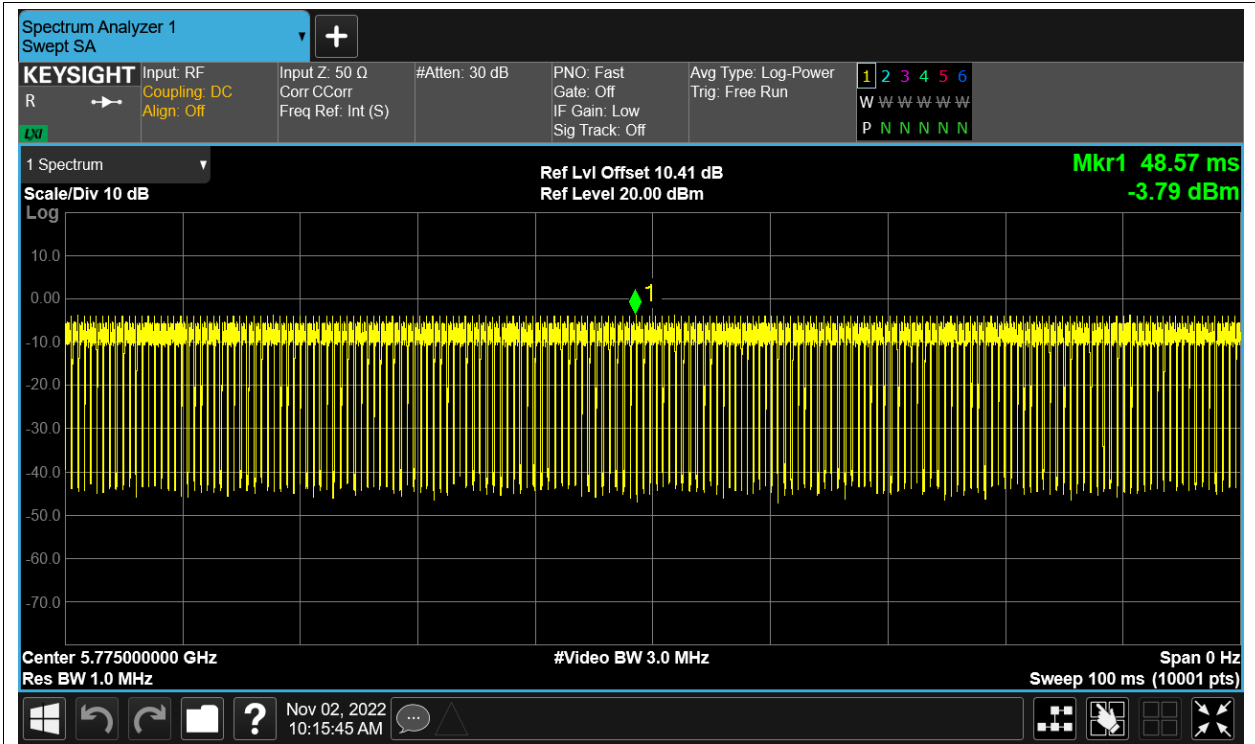 Spectrum Analyzer 1
Swept SA
KEYSIGHT Input: RF Input Z: 50 Ω #Atten: 30 dB PNO: Fast Avg Type: Log-Power 1 2 3 4 5 6
R Coupling: DC Corr CCorr Gate: Off Trig: Free Run W W W W W W
Align: Off Freq Ref: Int (S) IF Gain: Low
LXI Sig Track: Off P N N N N N
1 Spectrum Ref Lvl Offset 10.41 dB Mkr1 48.57 ms
Scale/Div 10 dB Ref Level 20.00 dBm -3.79 dBm
Log
10.0
0.00
1
-10.0
-20.0
-30.0
-40.0
-50.0
-60.0
-70.0
Center 5.775000000 GHz #Video BW 3.0 MHz Span 0 Hz
Res BW 1.0 MHz Sweep 100 ms (10001 pts)
? Nov 02, 2022
10:15:45 AM